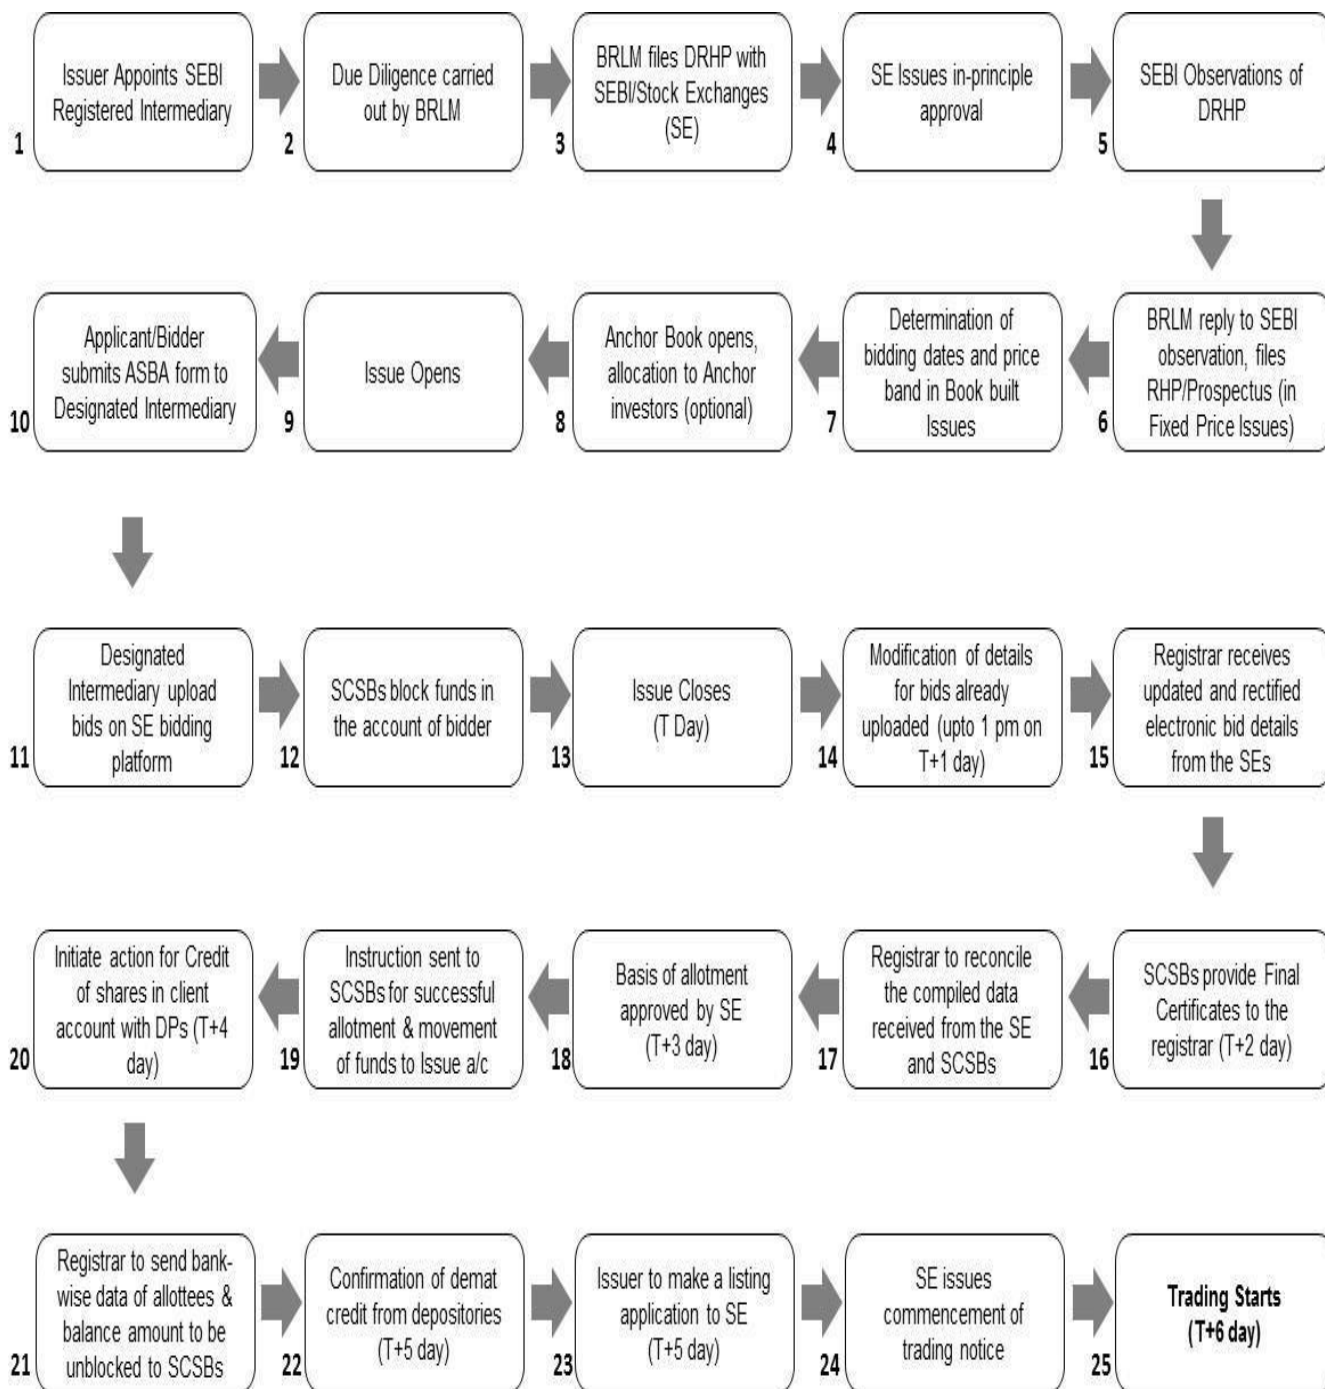 Issuer Appoints SEBI
Registered Intermediary
1
Due Diligence carried
out by BRLM
2
BRLM files DRHP with
SEBI/Stock Exchanges
(SE)
3
SE Issues in-principle
approval
4
SEBI Observations of
DRHP
5
BRLM reply to SEBI
observation, files
RHP/Prospectus (in
Fixed Price Issues)
6
Determination of
bidding dates and price
band in Book built
Issues
7
Anchor Book opens,
allocation to Anchor
investors (optional)
8
Issue Opens
9
Applicant/Bidder
submits ASBA form to
Designated Intermediary
10
Designated
Intermediary upload
bids on SE bidding
platform
11
SCSBs block funds in
the account of bidder
12
Issue Closes
(T Day)
13
Modification of details
for bids already
uploaded (upto 1 pm on
T+1 day)
14
Registrar receives
updated and rectified
electronic bid details
from the SEs
15
SCSBs provide Final
Certificates to the
registrar (T+2 day)
16
Registrar to reconcile
the compiled data
received from the SE
and SCSBs
17
Basis of allotment
approved by SE
(T+3 day)
18
Instruction sent to
SCSBs for successful
allotment & movement
of funds to Issue a/c
19
Initiate action for Credit
of shares in client
account with DPs (T+4
day)
20
Registrar to send bank-
wise data of allottees &
balance amount to be
unblocked to SCSBs
21
Confirmation of demat
credit from depositories
(T+5 day)
22
Issuer to make a listing
application to SE
(T+5 day)
23
SE issues
commencement of
trading notice
24
Trading Starts
(T+6 day)
25